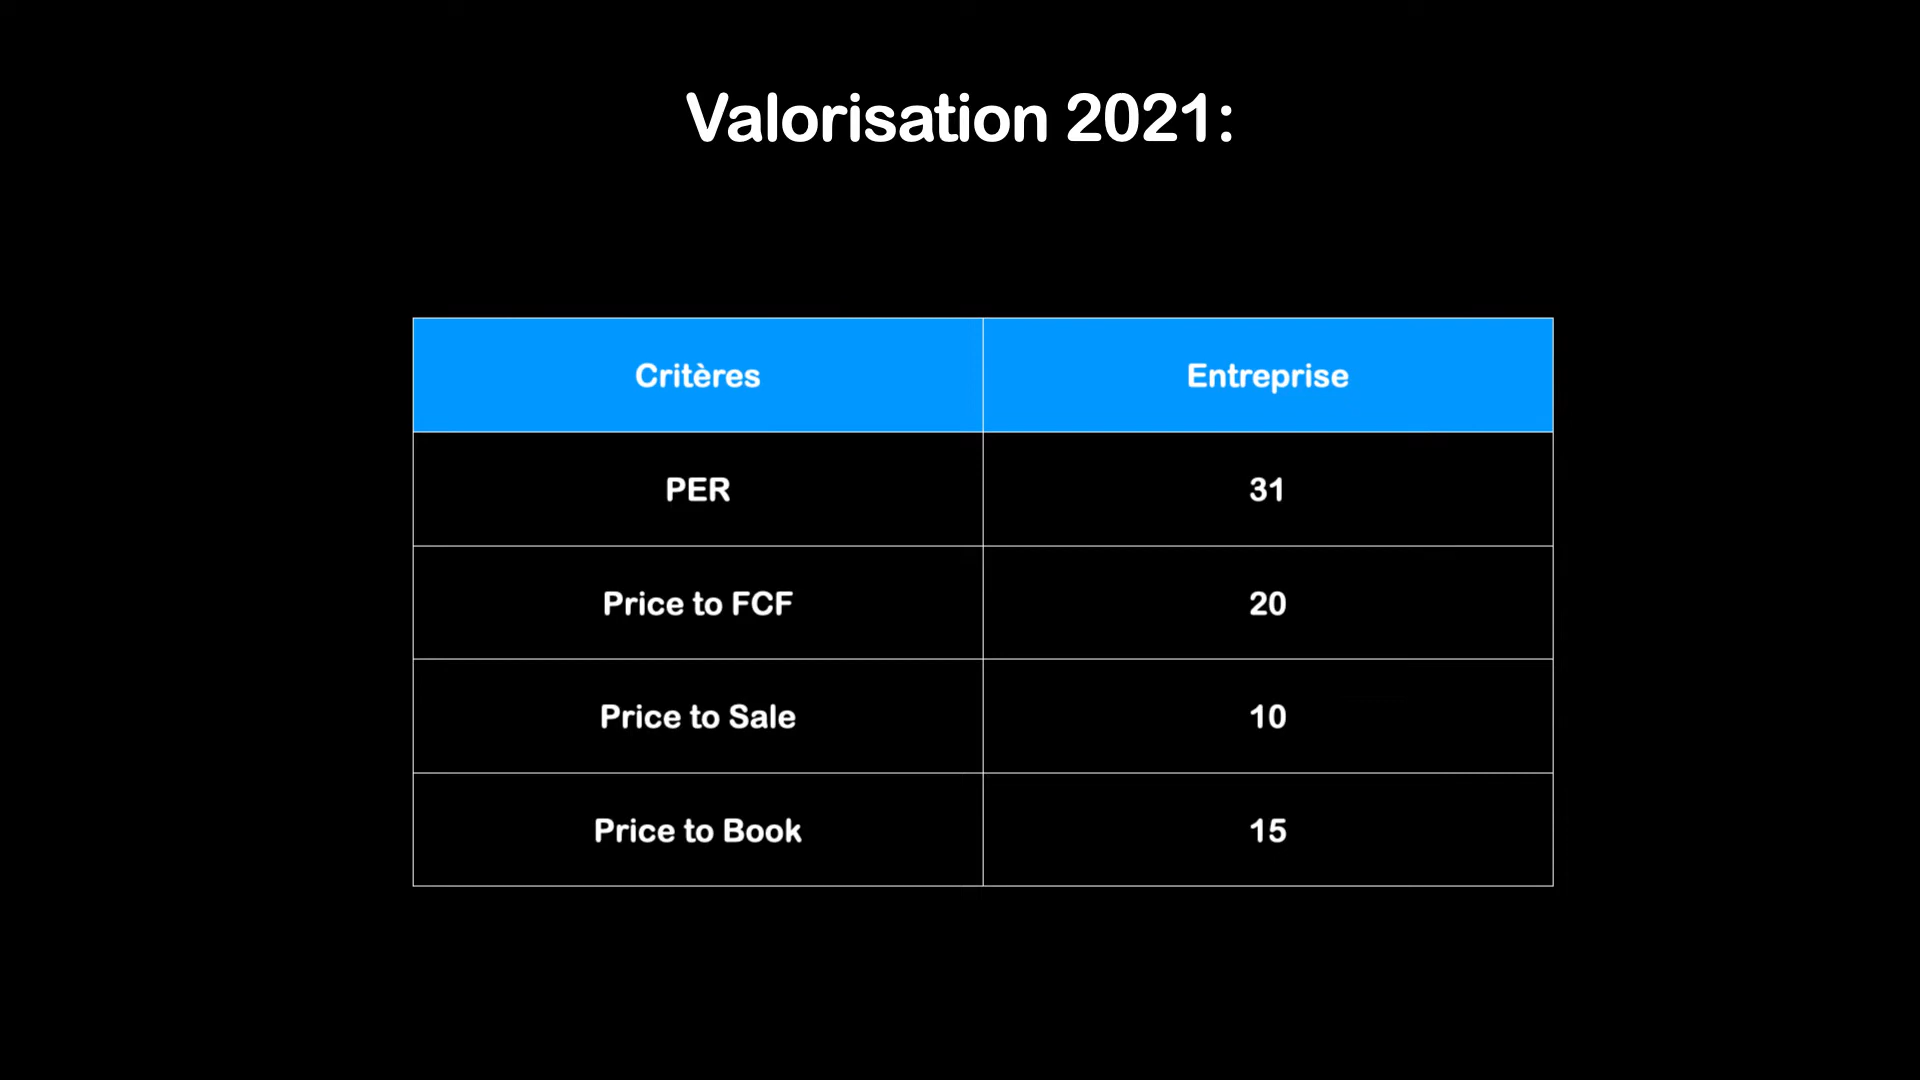 Valorisation 2021:
Critères Entreprise
PER 31
Price to FCF 20
Price to Sale 10
Price to Book 15